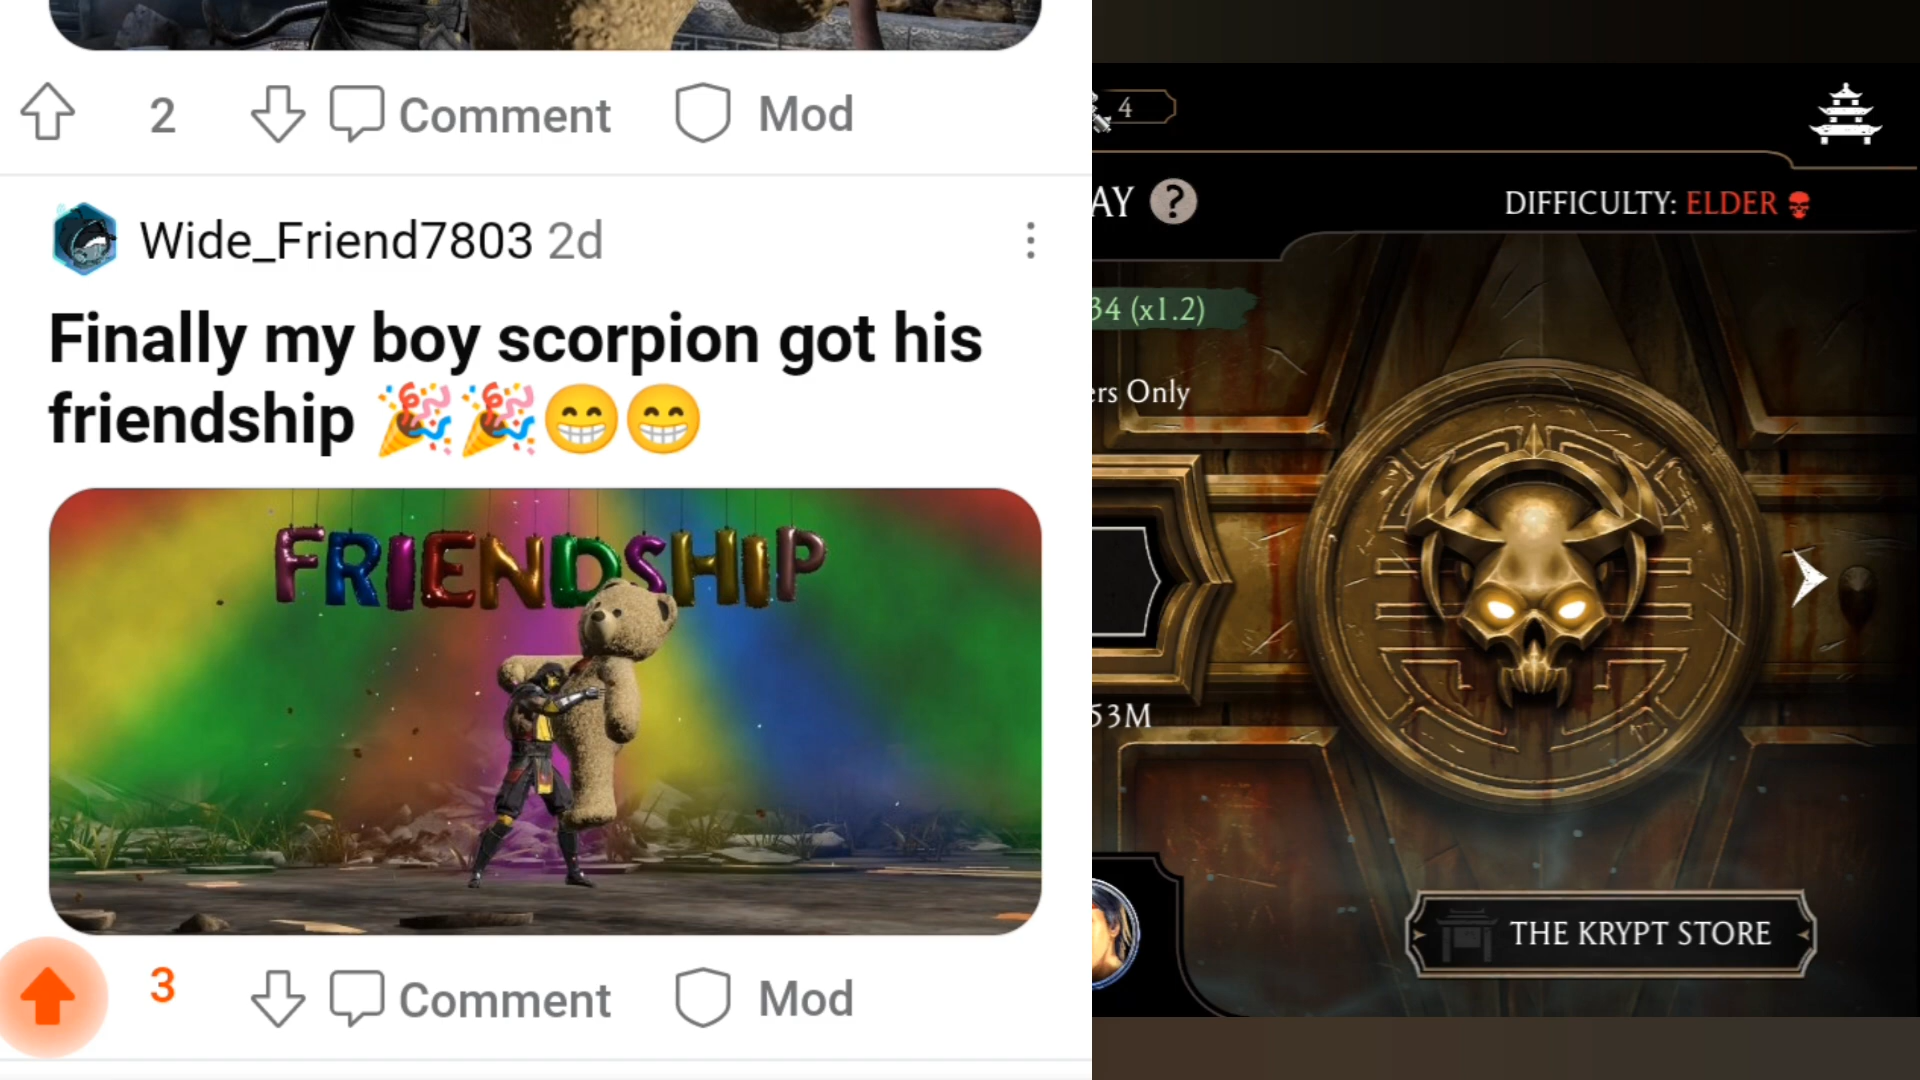 2
Comment
Mod
Wide_Friend7803 2d
Finally my boy scorpion got his
friendship 🎉🎉😁😁
FRIENDSHIP
3
Comment
Mod
4
AY ?
DIFFICULTY: ELDER
34 (x1.2)
ers Only
53M
THE KRYPT STORE